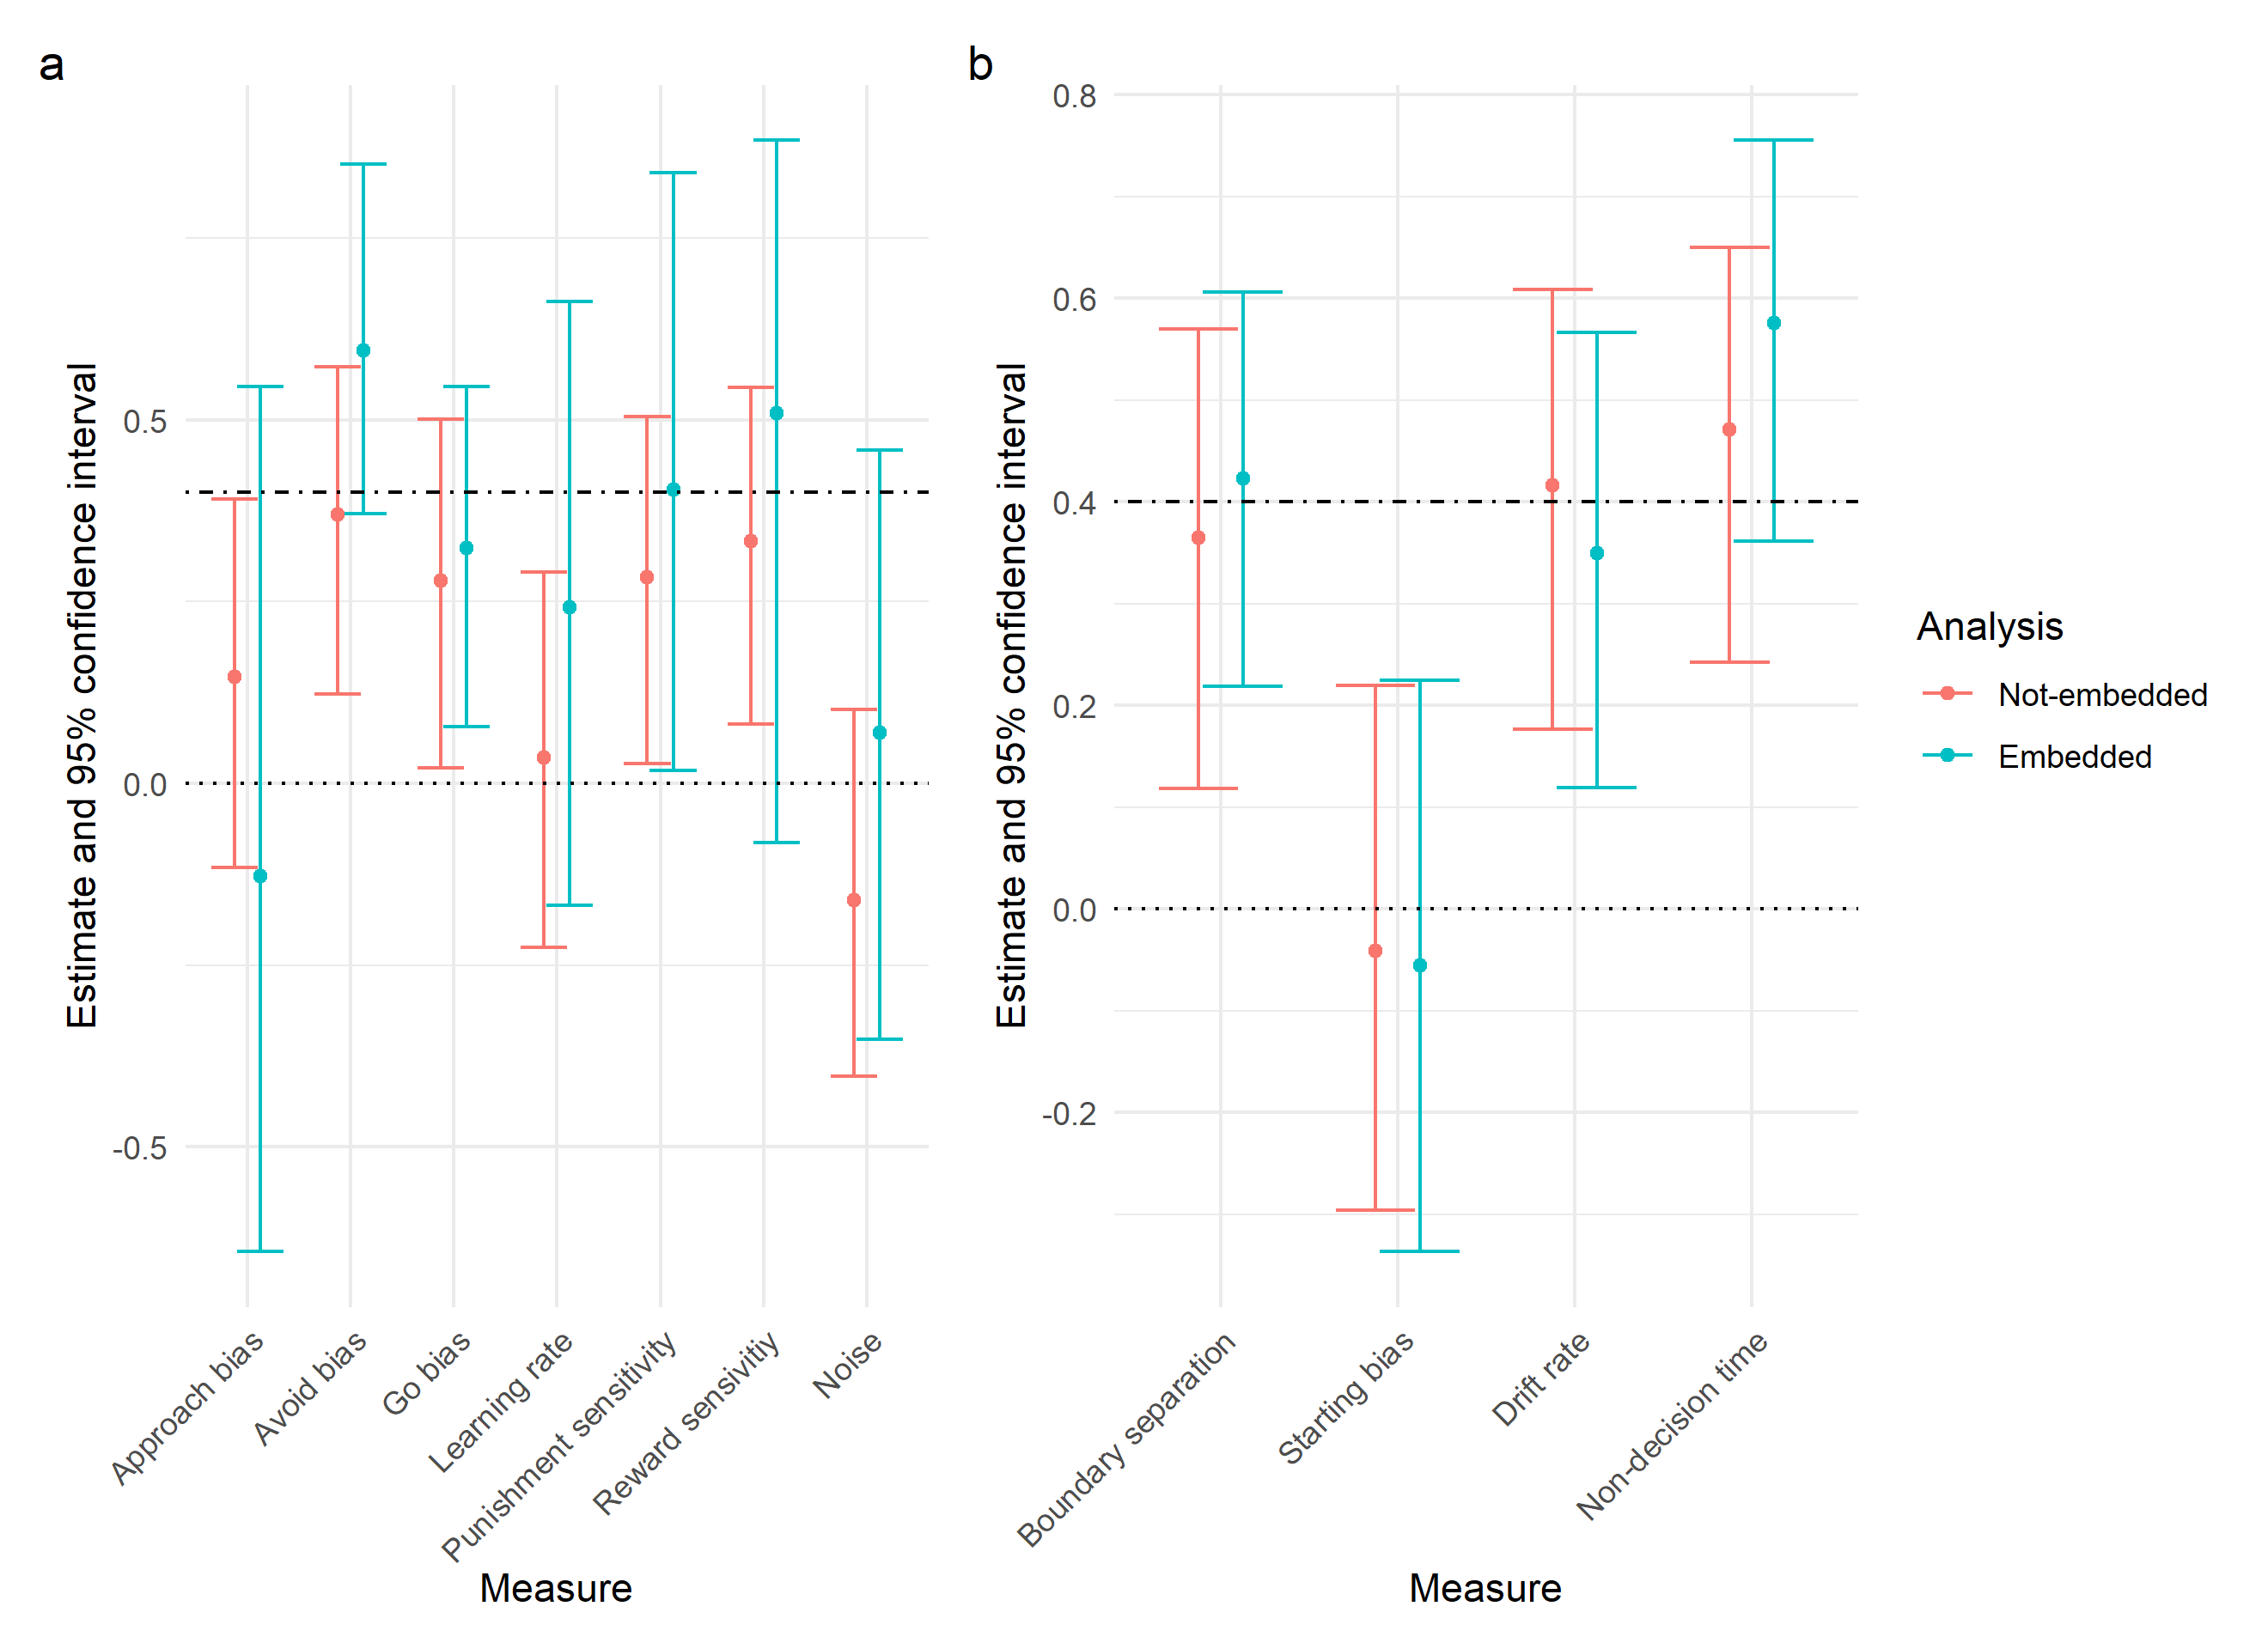 a
Estimate and 95% confidence interval
0.5
0.0
-0.5
Approach bias
Avoid bias
Go bias
Learning rate
Punishment sensitivity
Reward sensivitiy
Noise
Measure
b
Estimate and 95% confidence interval
0.8
0.6
0.4
0.2
0.0
-0.2
Boundary separation
Starting bias
Drift rate
Non-decision time
Measure
Analysis
Not-embedded
Embedded